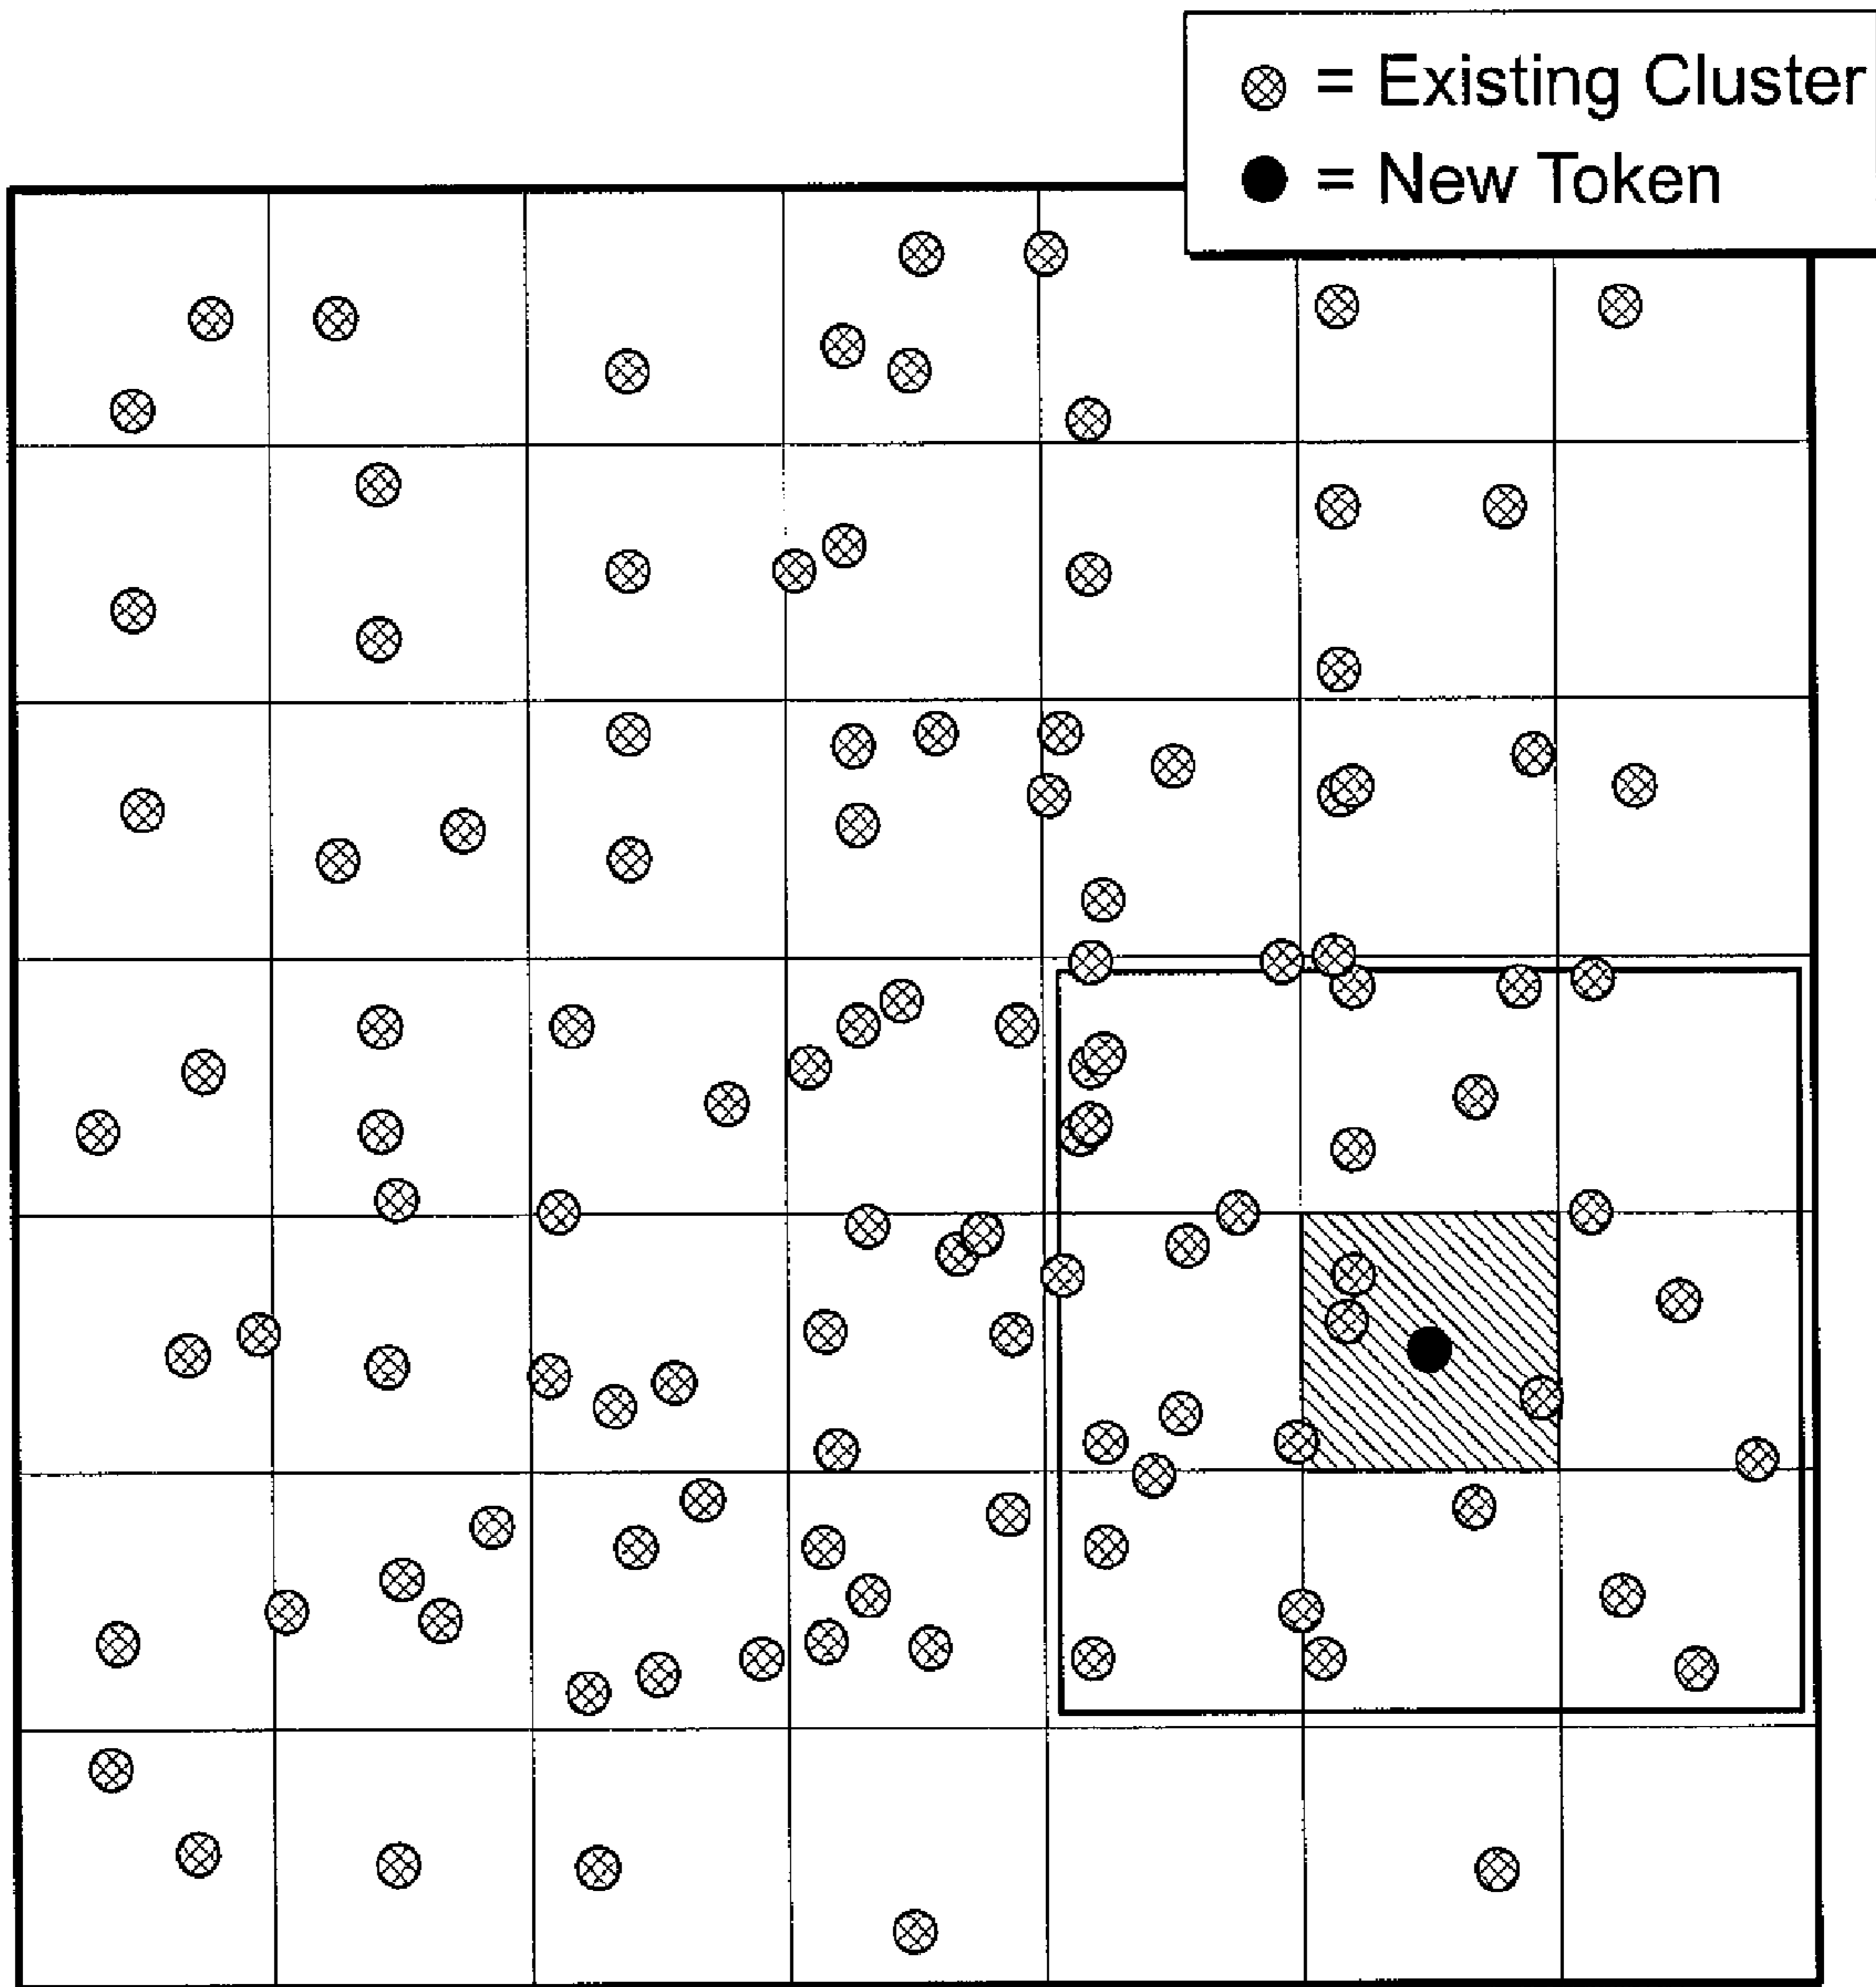 = Existing Cluster
= New Token